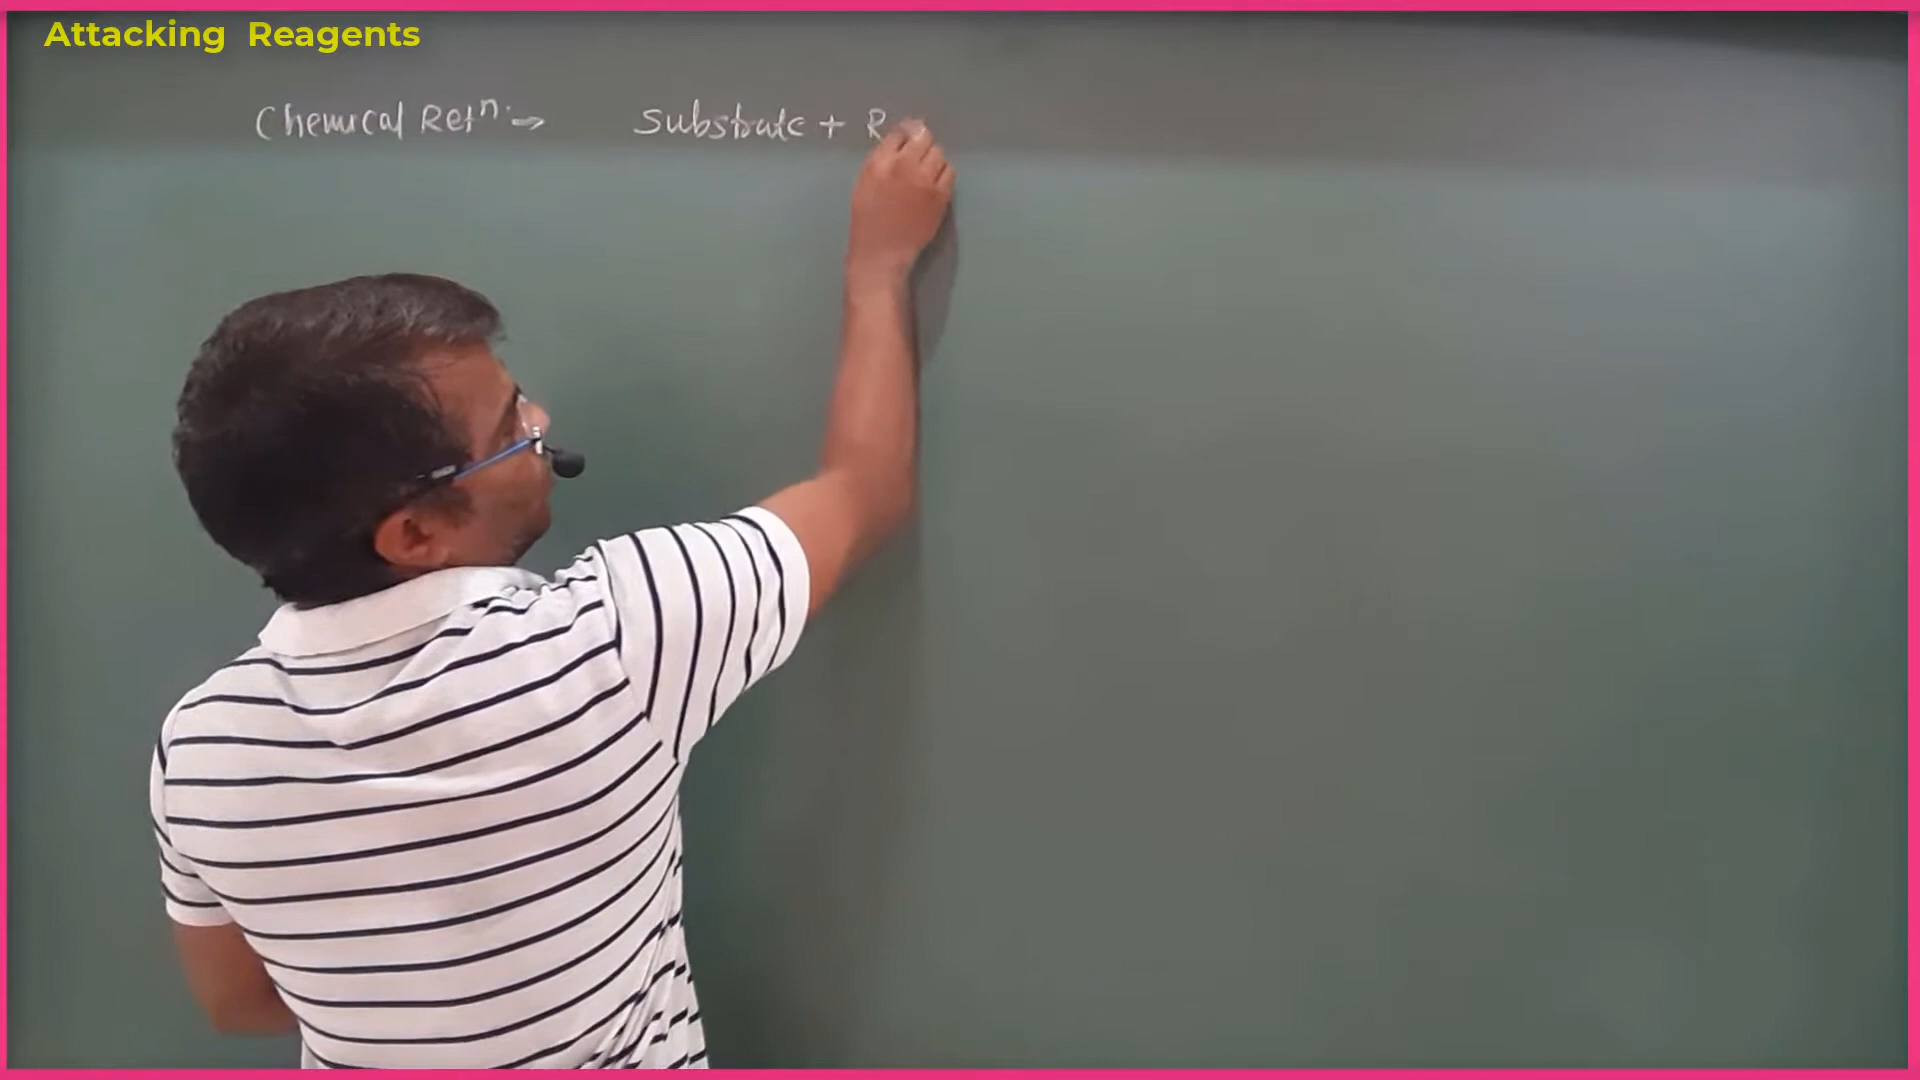 Attacking Reagents
Chemical Retn. → Substrate + R